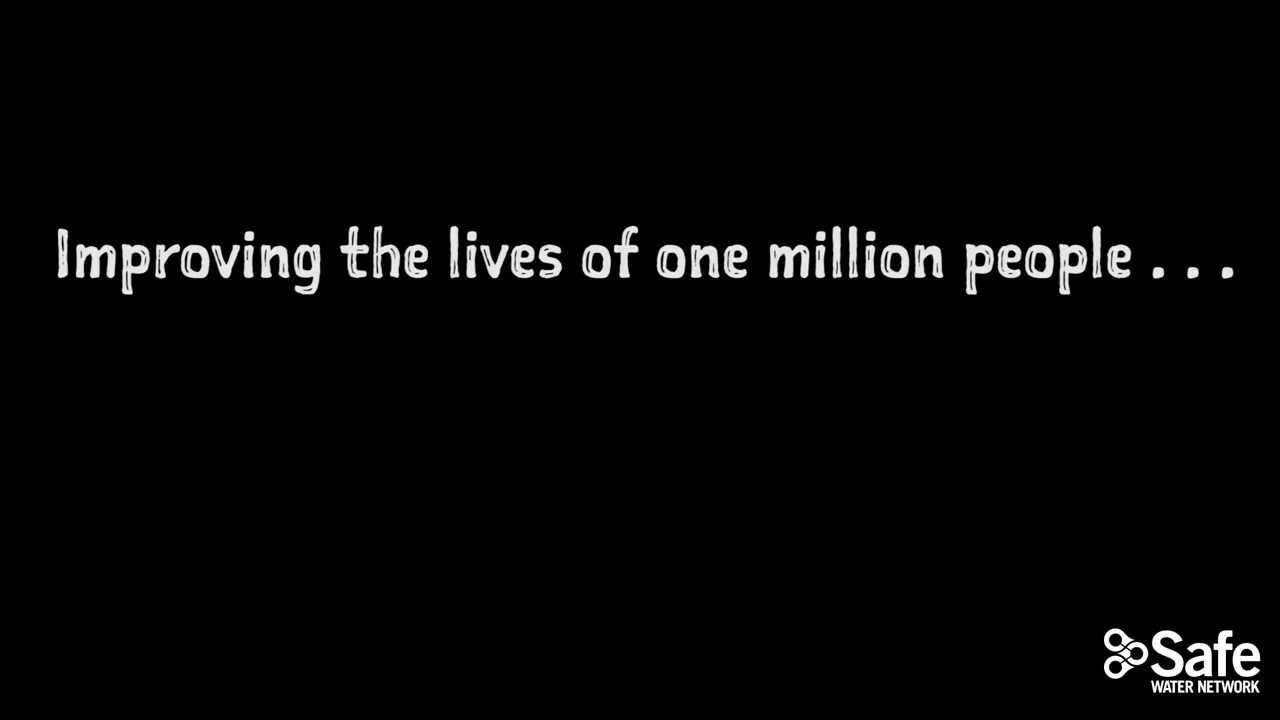 Improving the lives of one million people . . .
Safe
WATER NETWORK